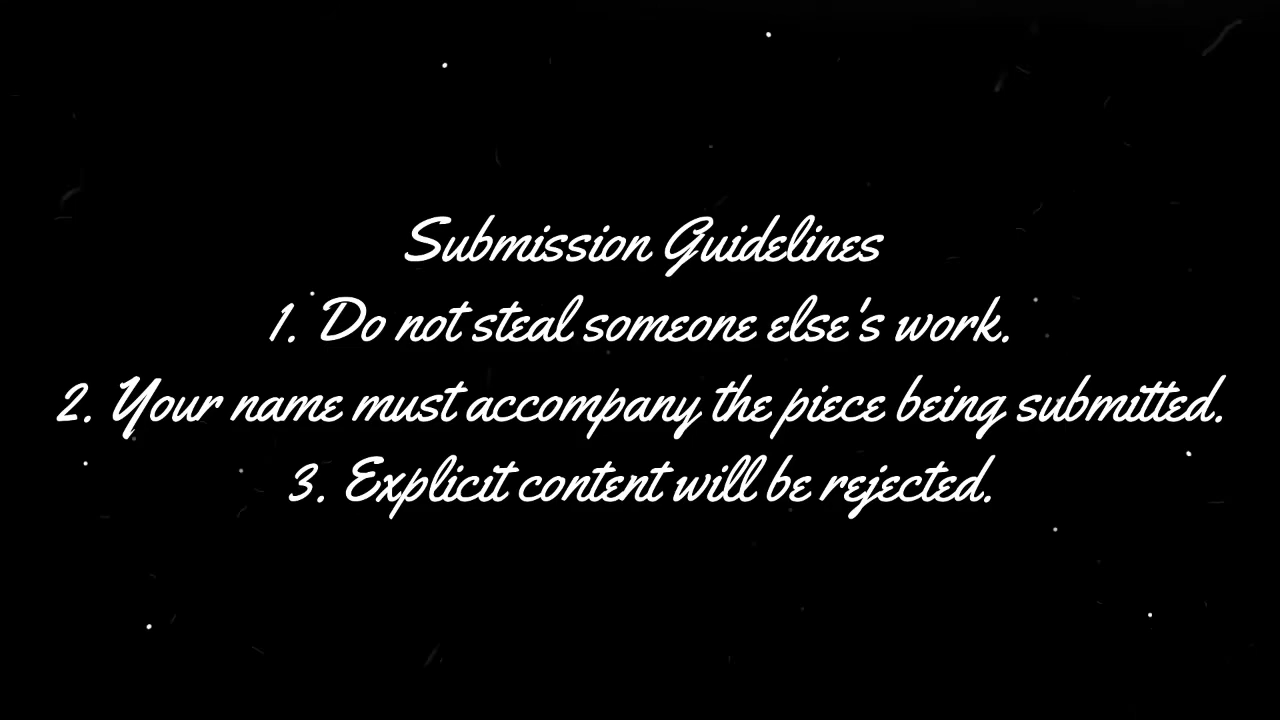 Submission Guidelines
1. Do not steal someone else's work.
2. Your name must accompany the piece being submitted.
3. Explicit content will be rejected.